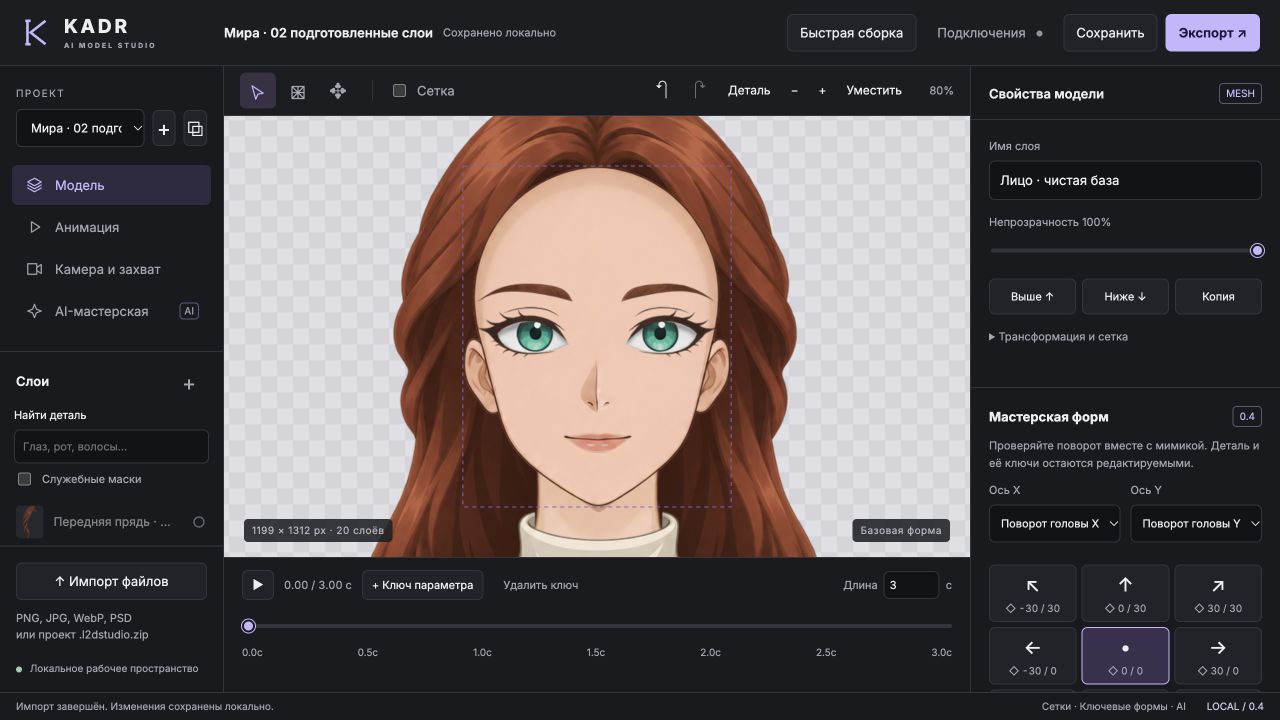 KADR
AI MODEL STUDIO
Мира · 02 подготовленные слои
Сохранено локально
Быстрая сборка
Подключения
Сохранить
Экспорт ↗
ПРОЕКТ
Мира · 02 подгс
+
Модель
Анимация
Камера и захват
AI-мастерская
AI
Слои
+
Найти деталь
Глаз, рот, волосы...
Служебные маски
Передняя прядь · ...
↑ Импорт файлов
PNG, JPG, WebP, PSD
или проект .l2dstudio.zip
Локальное рабочее пространство
Сетка
Деталь
−
+
Уместить
80%
1199 × 1312 px · 20 слоёв
Базовая форма
0.00 / 3.00 с
+ Ключ параметра
Удалить ключ
Длина
3
с
0.0с
0.5с
1.0с
1.5с
2.0с
2.5с
3.0с
Свойства модели
MESH
Имя слоя
Лицо · чистая база
Непрозрачность 100%
Выше ↑
Ниже ↓
Копия
Трансформация и сетка
Мастерская форм
0.4
Проверяйте поворот вместе с мимикой. Деталь и
её ключи остаются редактируемыми.
Ось X
Ось Y
Поворот головы X
Поворот головы Y
↖
↑
↗
◇ -30 / 30
◇ 0 / 30
◇ 30 / 30
←
•
→
◇ -30 / 0
◇ 0 / 0
◇ 30 / 0
Импорт завершён. Изменения сохранены локально.
Сетки · Ключевые формы · AI
LOCAL / 0.4